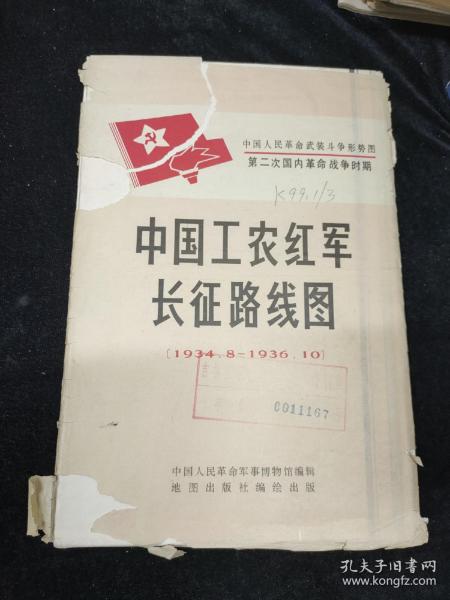 中国人民革命武装斗争形势图
第二次国内革命战争时期
K99.1/3
中国工农红军
长征路线图
〔1934.8-1936.10〕
0011167
中国人民革命军事博物馆编辑
地图出版社编绘出版
孔夫子旧书网
www.kongfz.com